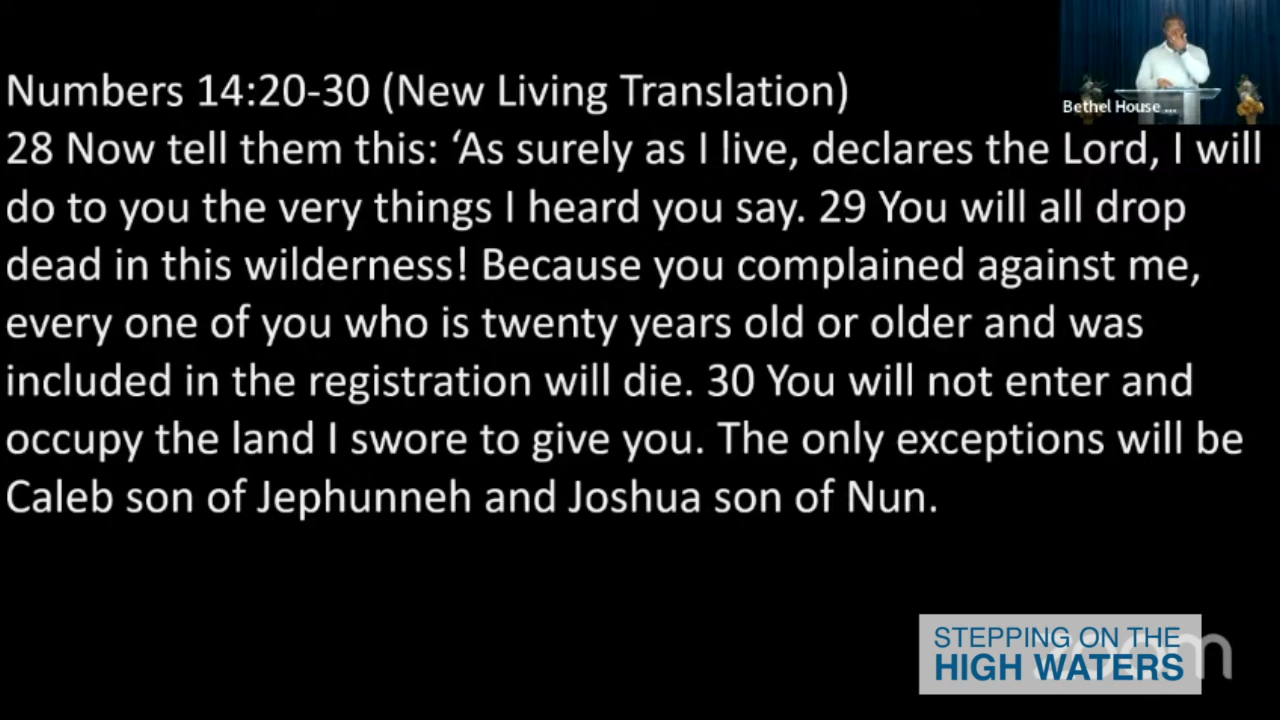 Numbers 14:20-30 (New Living Translation)
28 Now tell them this: ‘As surely as I live, declares the Lord, I will
do to you the very things I heard you say. 29 You will all drop
dead in this wilderness! Because you complained against me,
every one of you who is twenty years old or older and was
included in the registration will die. 30 You will not enter and
occupy the land I swore to give you. The only exceptions will be
Caleb son of Jephunneh and Joshua son of Nun.
Bethel House ...
STEPPING ON THE
HIGH WATERS
zoom